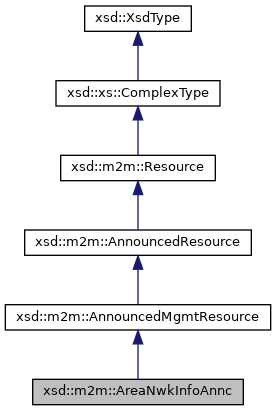 xsd::XsdType
xsd::xs::ComplexType
xsd::m2m::Resource
xsd::m2m::AnnouncedResource
xsd::m2m::AnnouncedMgmtResource
xsd::m2m::AreaNwkInfoAnnc